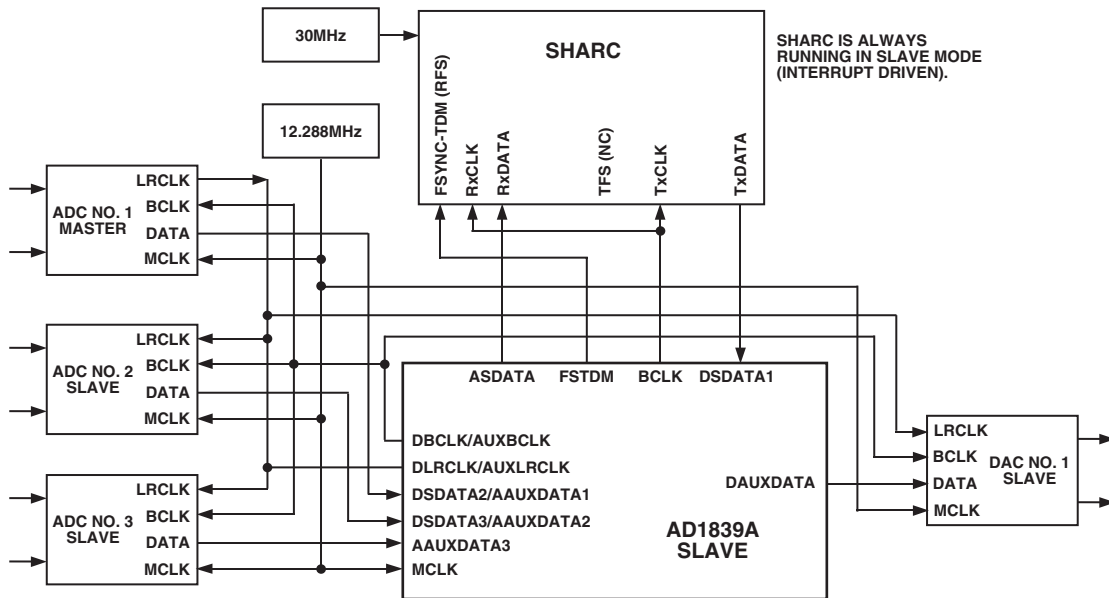 30MHz
SHARC
SHARC IS ALWAYS
RUNNING IN SLAVE MODE
(INTERRUPT DRIVEN).
12.288MHz
FSYNC-TDM (RFS)
RxCLK
RxDATA
TFS (NC)
TxCLK
TxDATA
ADC NO. 1
MASTER
LRCLK
BCLK
DATA
MCLK
ADC NO. 2
SLAVE
LRCLK
BCLK
DATA
MCLK
ADC NO. 3
SLAVE
LRCLK
BCLK
DATA
MCLK
ASDATA FSTDM BCLK DSDATA1
DBCLK/AUXBCLK
DLRCLK/AUXLRCLK
DSDATA2/AAUXDATA1
DSDATA3/AAUXDATA2
AAUXDATA3
MCLK
DAUXDATA
AD1839A
SLAVE
LRCLK
BCLK
DATA
MCLK
DAC NO. 1
SLAVE